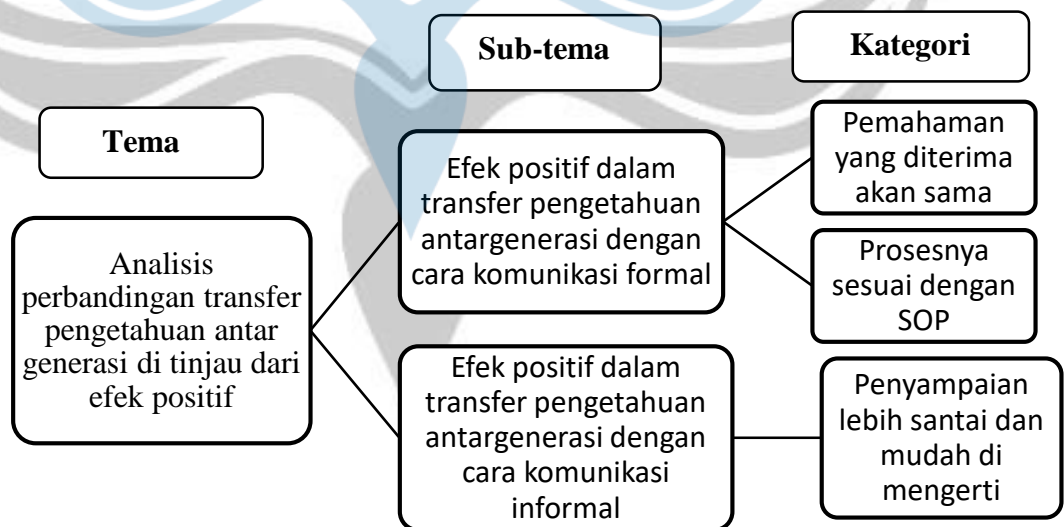 Sub-tema
Kategori
Tema
Analisis
perbandingan transfer
pengetahuan antar
generasi di tinjau dari
efek positif
Efek positif dalam
transfer pengetahuan
antargenerasi dengan
cara komunikasi formal
Pemahaman
yang diterima
akan sama
Prosesnya
sesuai dengan
SOP
Efek positif dalam
transfer pengetahuan
antargenerasi dengan
cara komunikasi
informal
Penyampaian
lebih santai dan
mudah di
mengerti